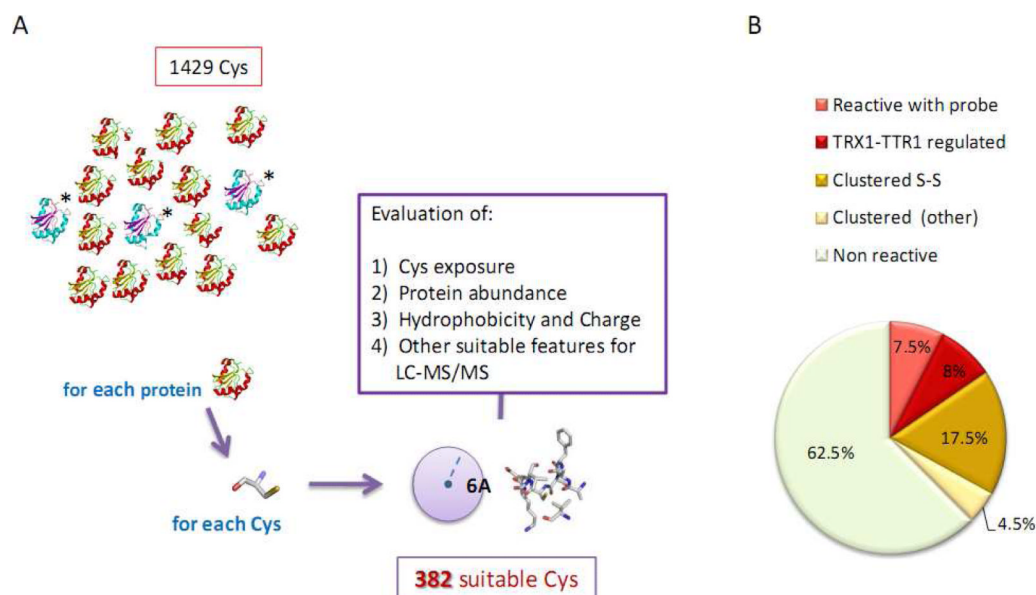 A
1429 Cys
*
*
*
for each protein
for each Cys
Evaluation of:
1) Cys exposure
2) Protein abundance
3) Hydrophobicity and Charge
4) Other suitable features for
LC-MS/MS
6A
382 suitable Cys
B
Reactive with probe
TRX1-TTR1 regulated
Clustered S-S
Clustered (other)
Non reactive
7.5%
8%
17.5%
62.5%
4.5%